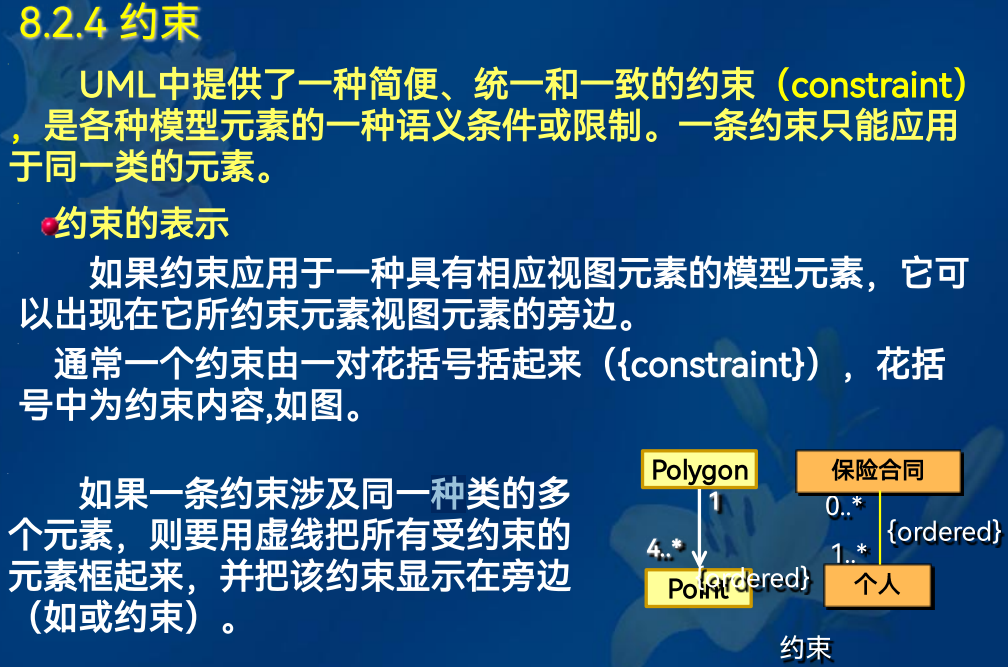 8.2.4 约束
UML中提供了一种简便、统一和一致的约束（constraint）
，是各种模型元素的一种语义条件或限制。一条约束只能应用
于同一类的元素。
约束的表示
如果约束应用于一种具有相应视图元素的模型元素，它可
以出现在它所约束元素视图元素的旁边。
通常一个约束由一对花括号括起来（{constraint}），花括
号中为约束内容,如图。
如果一条约束涉及同一种类的多
个元素，则要用虚线把所有受约束的
元素框起来，并把该约束显示在旁边
（如或约束）。
Polygon
1
4..*
{ordered}
Point
保险合同
0..*
{ordered}
1..*
个人
约束